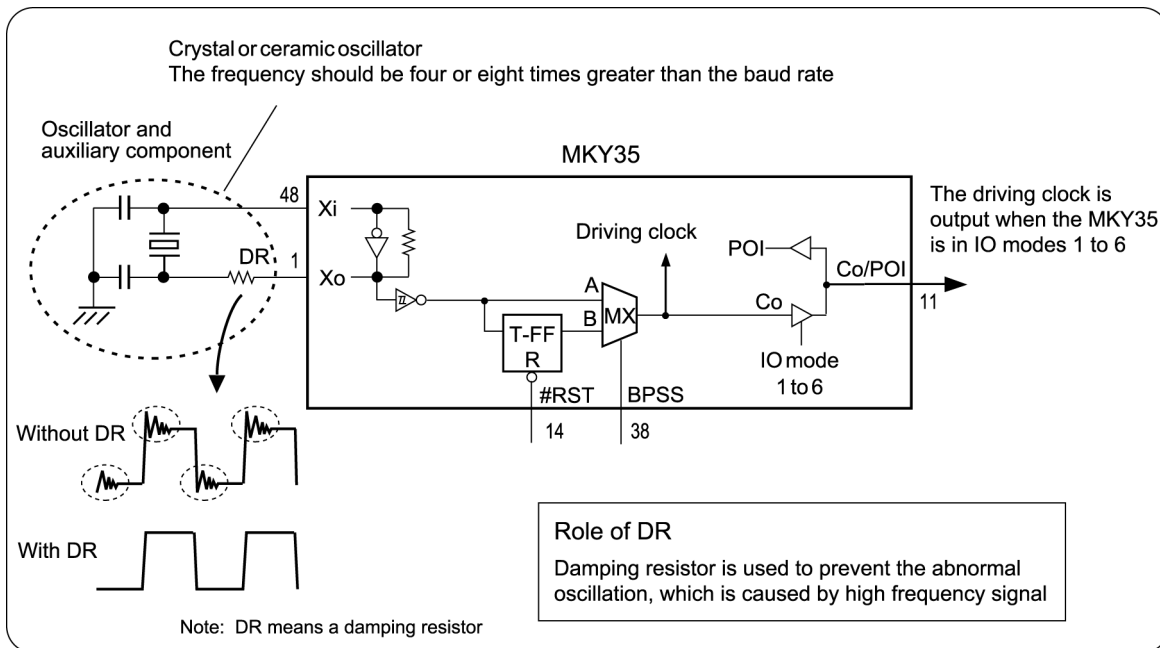 Crystal or ceramic oscillator
The frequency should be four or eight times greater than the baud rate
Oscillator and
auxiliary component
MKY35
48
Xi
DR
1
Xo
Driving clock
The driving clock is
output when the MKY35
is in IO modes 1 to 6
POI
Co/POI
11
A
B
MX
Co
T-FF
R
IO mode
1 to 6
#RST
BPSS
14
38
Without DR
With DR
Role of DR
Damping resistor is used to prevent the abnormal
oscillation, which is caused by high frequency signal
Note: DR means a damping resistor